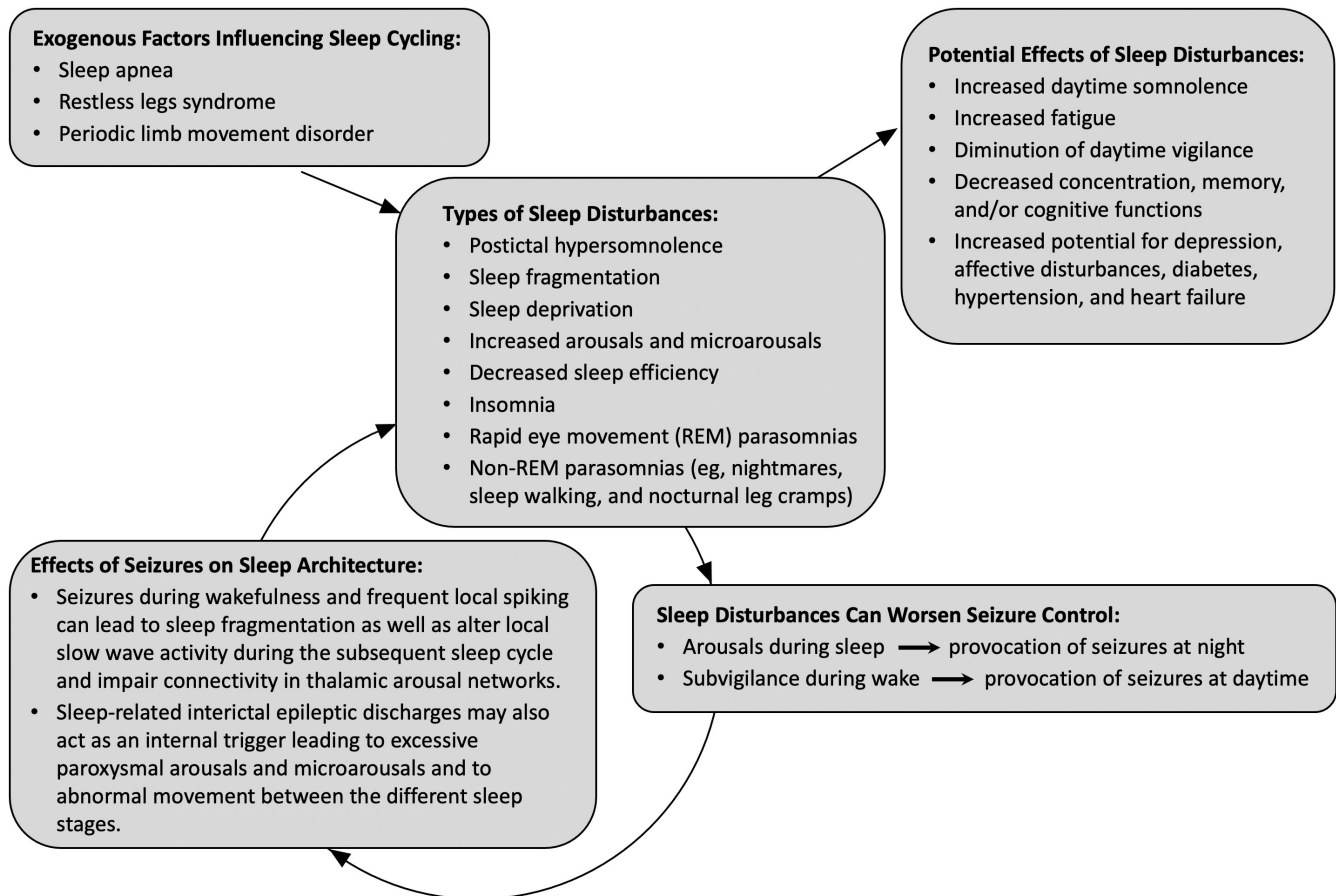 Exogenous Factors Influencing Sleep Cycling:
• Sleep apnea
• Restless legs syndrome
• Periodic limb movement disorder
Potential Effects of Sleep Disturbances:
• Increased daytime somnolence
• Increased fatigue
• Diminution of daytime vigilance
• Decreased concentration, memory,
and/or cognitive functions
• Increased potential for depression,
affective disturbances, diabetes,
hypertension, and heart failure
Types of Sleep Disturbances:
• Postictal hypersomnolence
• Sleep fragmentation
• Sleep deprivation
• Increased arousals and microarousals
• Decreased sleep efficiency
• Insomnia
• Rapid eye movement (REM) parasomnias
• Non-REM parasomnias (eg, nightmares,
sleep walking, and nocturnal leg cramps)
Effects of Seizures on Sleep Architecture:
• Seizures during wakefulness and frequent local spiking
can lead to sleep fragmentation as well as alter local
slow wave activity during the subsequent sleep cycle
and impair connectivity in thalamic arousal networks.
• Sleep-related interictal epileptic discharges may also
act as an internal trigger leading to excessive
paroxysmal arousals and microarousals and to
abnormal movement between the different sleep
stages.
Sleep Disturbances Can Worsen Seizure Control:
• Arousals during sleep → provocation of seizures at night
• Subvigilance during wake → provocation of seizures at daytime